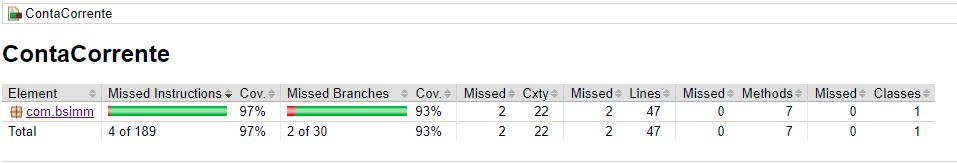 ContaCorrente
ContaCorrente
Element Missed Instructions Cov. Missed Branches Cov. Missed Cxty Missed Lines Missed Methods Missed Classes
com.bsimm 97% 93% 2 22 2 47 0 7 0 1
Total 4 of 189 97% 2 of 30 93% 2 22 2 47 0 7 0 1